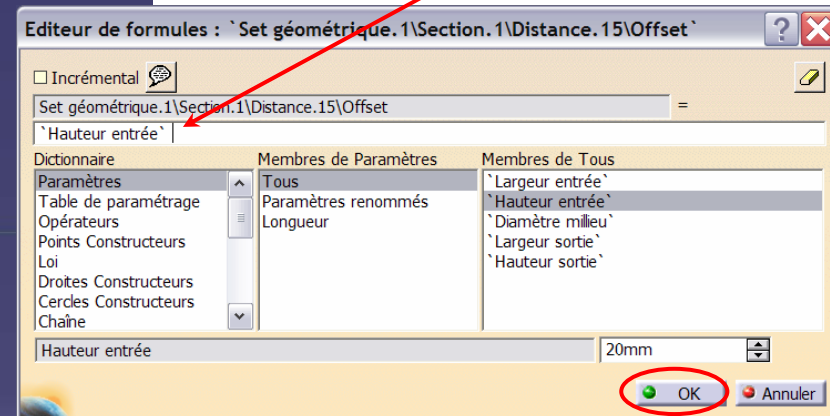 Editeur de formules : `Set géométrique.1\Section.1\Distance.15\Offset`
Incrémental
Set géométrique.1\Section.1\Distance.15\Offset =
`Hauteur entrée`
Dictionnaire Membres de Paramètres Membres de Tous
Paramètres Tous `Largeur entrée`
Table de paramétrage Paramètres renommés `Hauteur entrée`
Opérateurs Longueur `Diamètre milieu`
Points Constructeurs `Largeur sortie`
Loi `Hauteur sortie`
Droites Constructeurs
Cercles Constructeurs
Chaîne
Hauteur entrée 20mm
OK Annuler